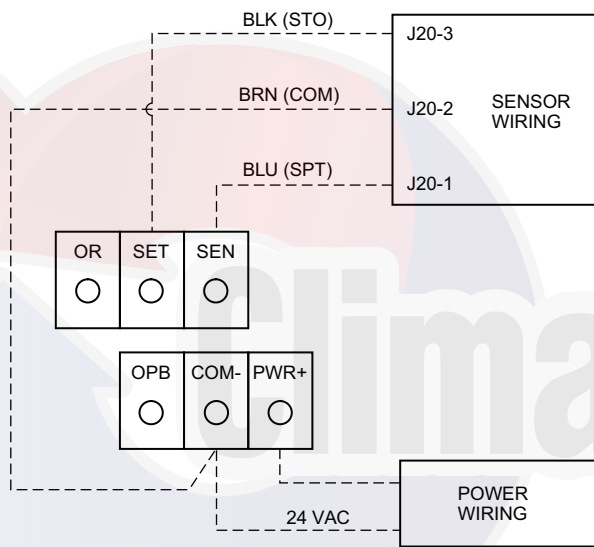 BLK (STO)
J20-3
BRN (COM)
J20-2
SENSOR
WIRING
BLU (SPT)
J20-1
OR
SET
SEN
OPB
COM-
PWR+
Clima
24 VAC
POWER
WIRING